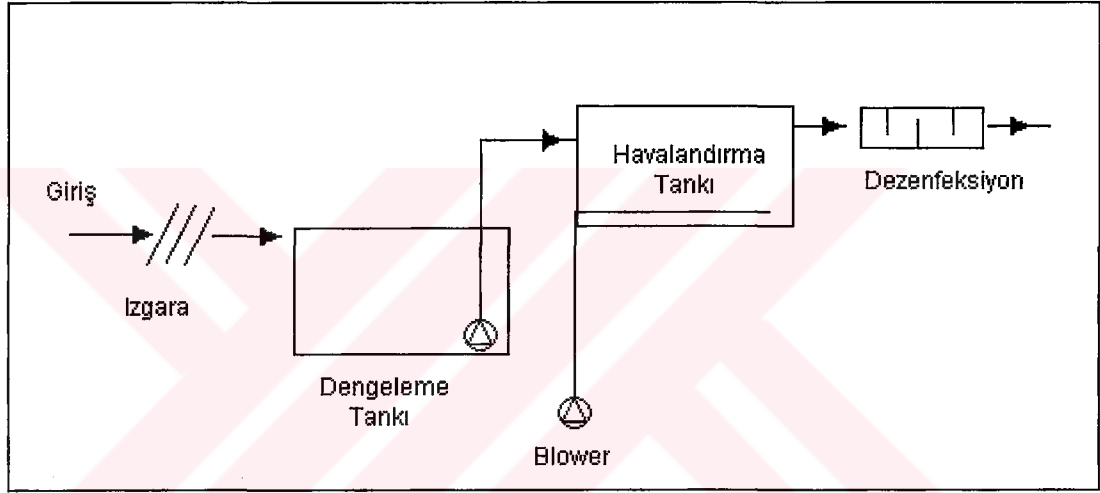 Giriş
Izgara
Dengeleme
Tankı
Havalandırma
Tankı
Blower
Dezenfeksiyon